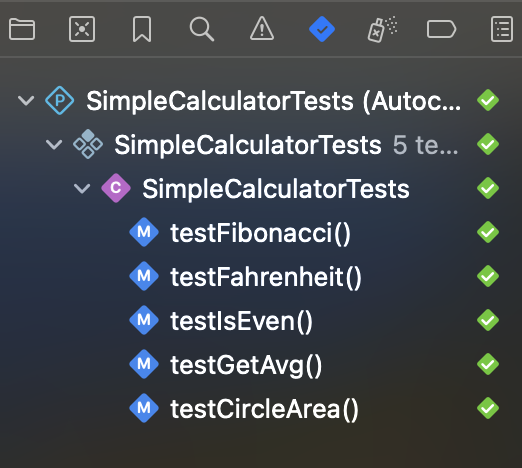 P SimpleCalculatorTests (Autoc...
SimpleCalculatorTests 5 te...
C SimpleCalculatorTests
M testFibonacci()
M testFahrenheit()
M testIsEven()
M testGetAvg()
M testCircleArea()